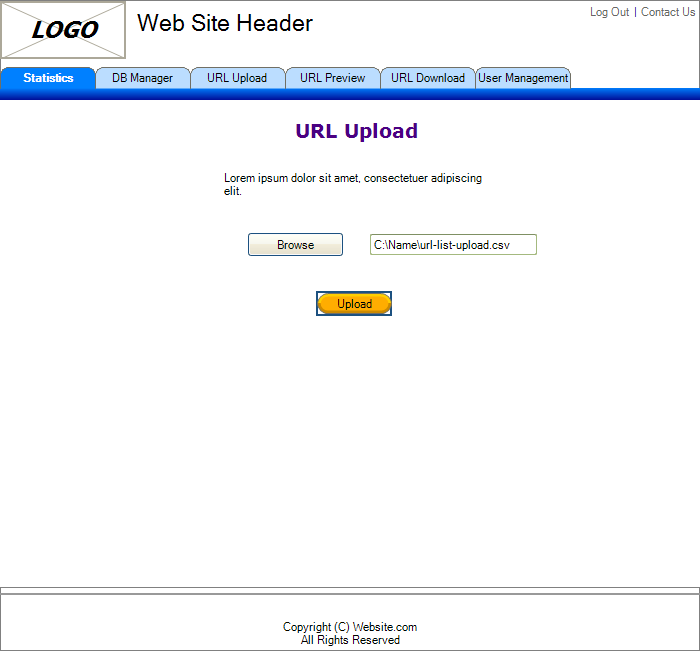 LOGO
Web Site Header
Log Out | Contact Us
Statistics
DB Manager
URL Upload
URL Preview
URL Download
User Management
URL Upload
Lorem ipsum dolor sit amet, consectetuer adipiscing
elit.
Browse
C:\Name\url-list-upload.csv
Upload
Copyright (C) Website.com
All Rights Reserved